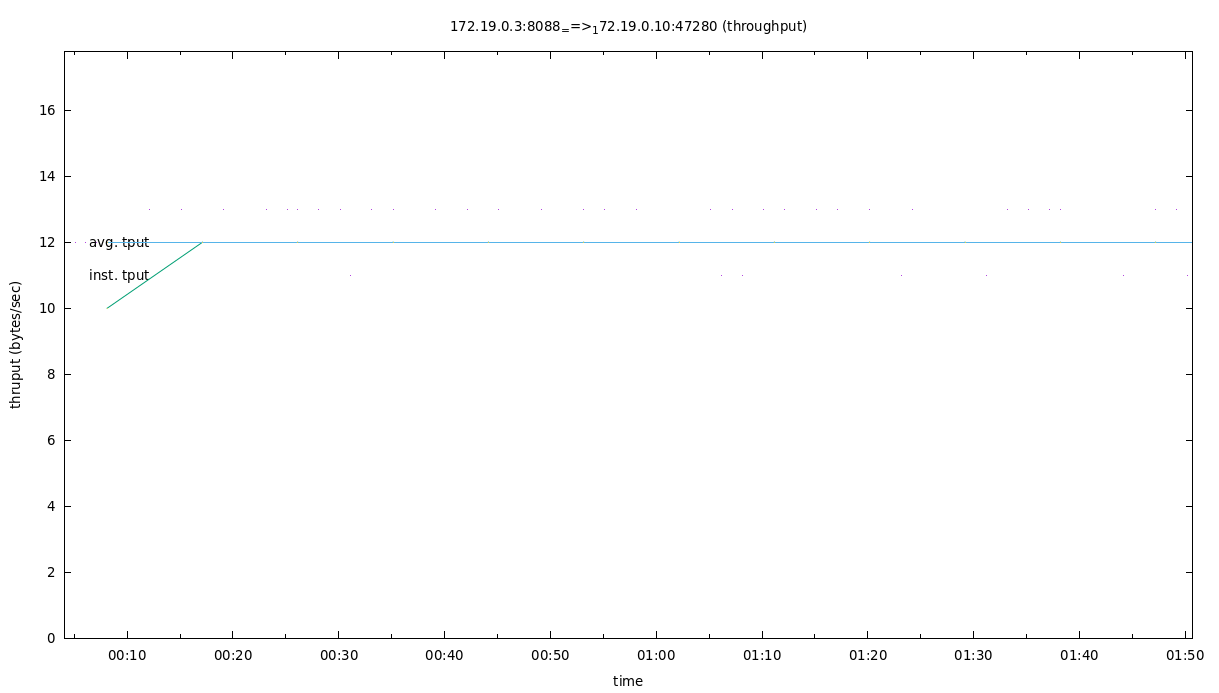 172.19.0.3:8088=₌=>₁72.19.0.10:47280 (throughput)
16
14
12
avg. tput
inst. tput
10
8
6
4
2
0
thruput (bytes/sec)
00:10 00:20 00:30 00:40 00:50 01:00 01:10 01:20 01:30 01:40 01:50
time